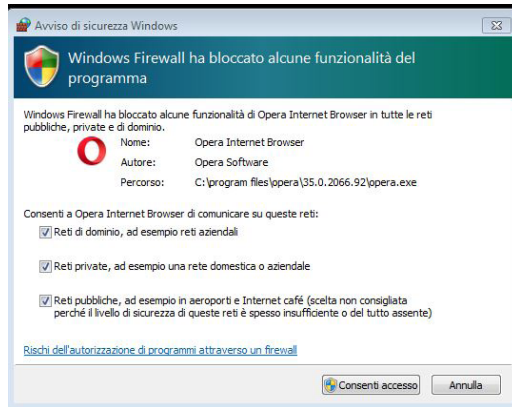 Avviso di sicurezza Windows
Windows Firewall ha bloccato alcune funzionalità del
programma
Windows Firewall ha bloccato alcune funzionalità di Opera Internet Browser in tutte le reti
pubbliche, private e di dominio.
Nome: Opera Internet Browser
Autore: Opera Software
Percorso: C:\program files\opera\35.0.2066.92\opera.exe
Consenti a Opera Internet Browser di comunicare su queste reti:
Reti di dominio, ad esempio reti aziendali
Reti private, ad esempio una rete domestica o aziendale
Reti pubbliche, ad esempio in aeroporti e Internet café (scelta non consigliata
perché il livello di sicurezza di queste reti è spesso insufficiente o del tutto assente)
Rischi dell'autorizzazione di programmi attraverso un firewall
Consenti accesso Annulla